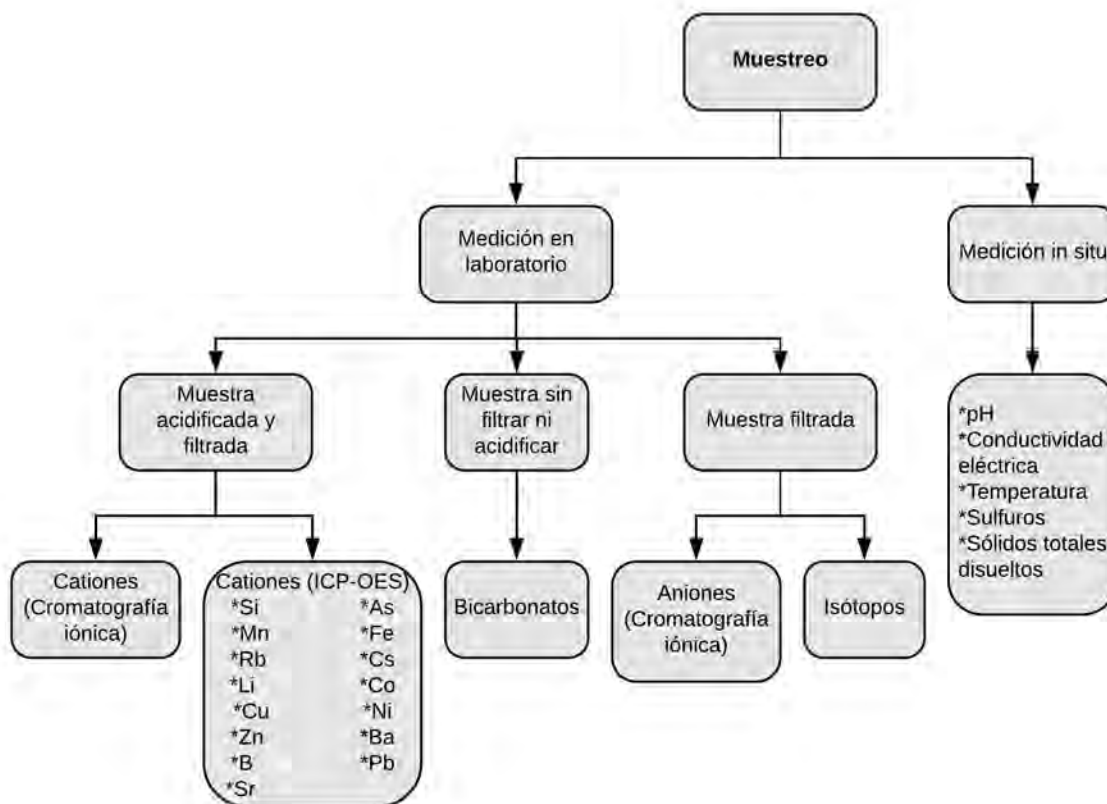 Muestreo
Medición en
laboratorio
Medición in situ
Muestra
acidificada y
filtrada
Muestra sin
filtrar ni
acidificar
Muestra filtrada
*pH
*Conductividad
eléctrica
*Temperatura
*Sulfuros
*Sólidos totales
disueltos
Cationes
(Cromatografía
iónica)
Cationes (ICP-OES)
*Si *As
*Mn *Fe
*Rb *Cs
*Li *Co
*Cu *Ni
*Zn *Ba
*B *Pb
*Sr
Bicarbonatos
Aniones
(Cromatografía
iónica)
Isótopos